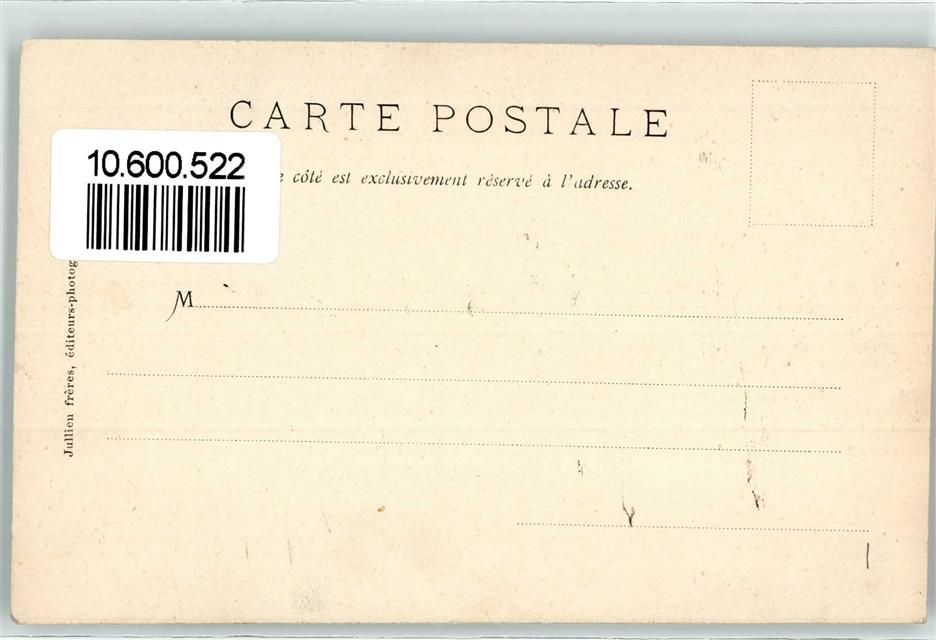 CARTE POSTALE
10.600.522
côté est exclusivement réservé à l'adresse.
M
Jullien frères, éditeurs-photog